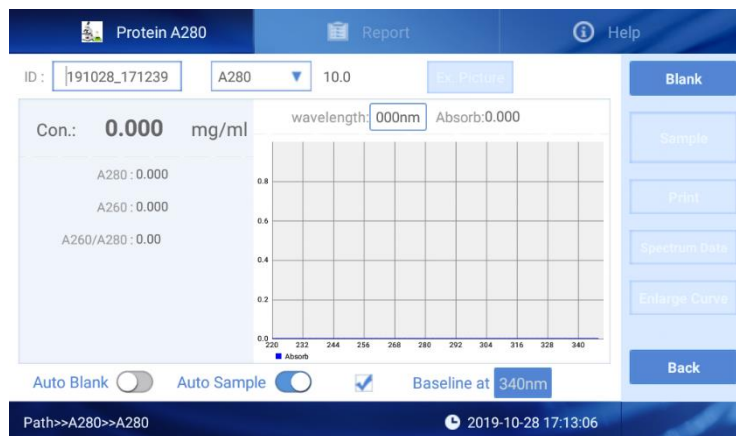 Protein A280
Report
Help
ID : 191028_171239
A280
10.0
Ex. Picture
Blank
Con.: 0.000 mg/ml
wavelength: 000nm Absorb:0.000
Sample
A280 : 0.000
A260 : 0.000
A260/A280 : 0.00
0.8
0.6
0.4
0.2
0.0
220 232 244 256 268 280 292 304 316 328 340
Absorb
Print
Spectrum Data
Enlarge Curve
Back
Auto Blank
Auto Sample
Baseline at 340nm
Path>>A280>>A280
2019-10-28 17:13:06